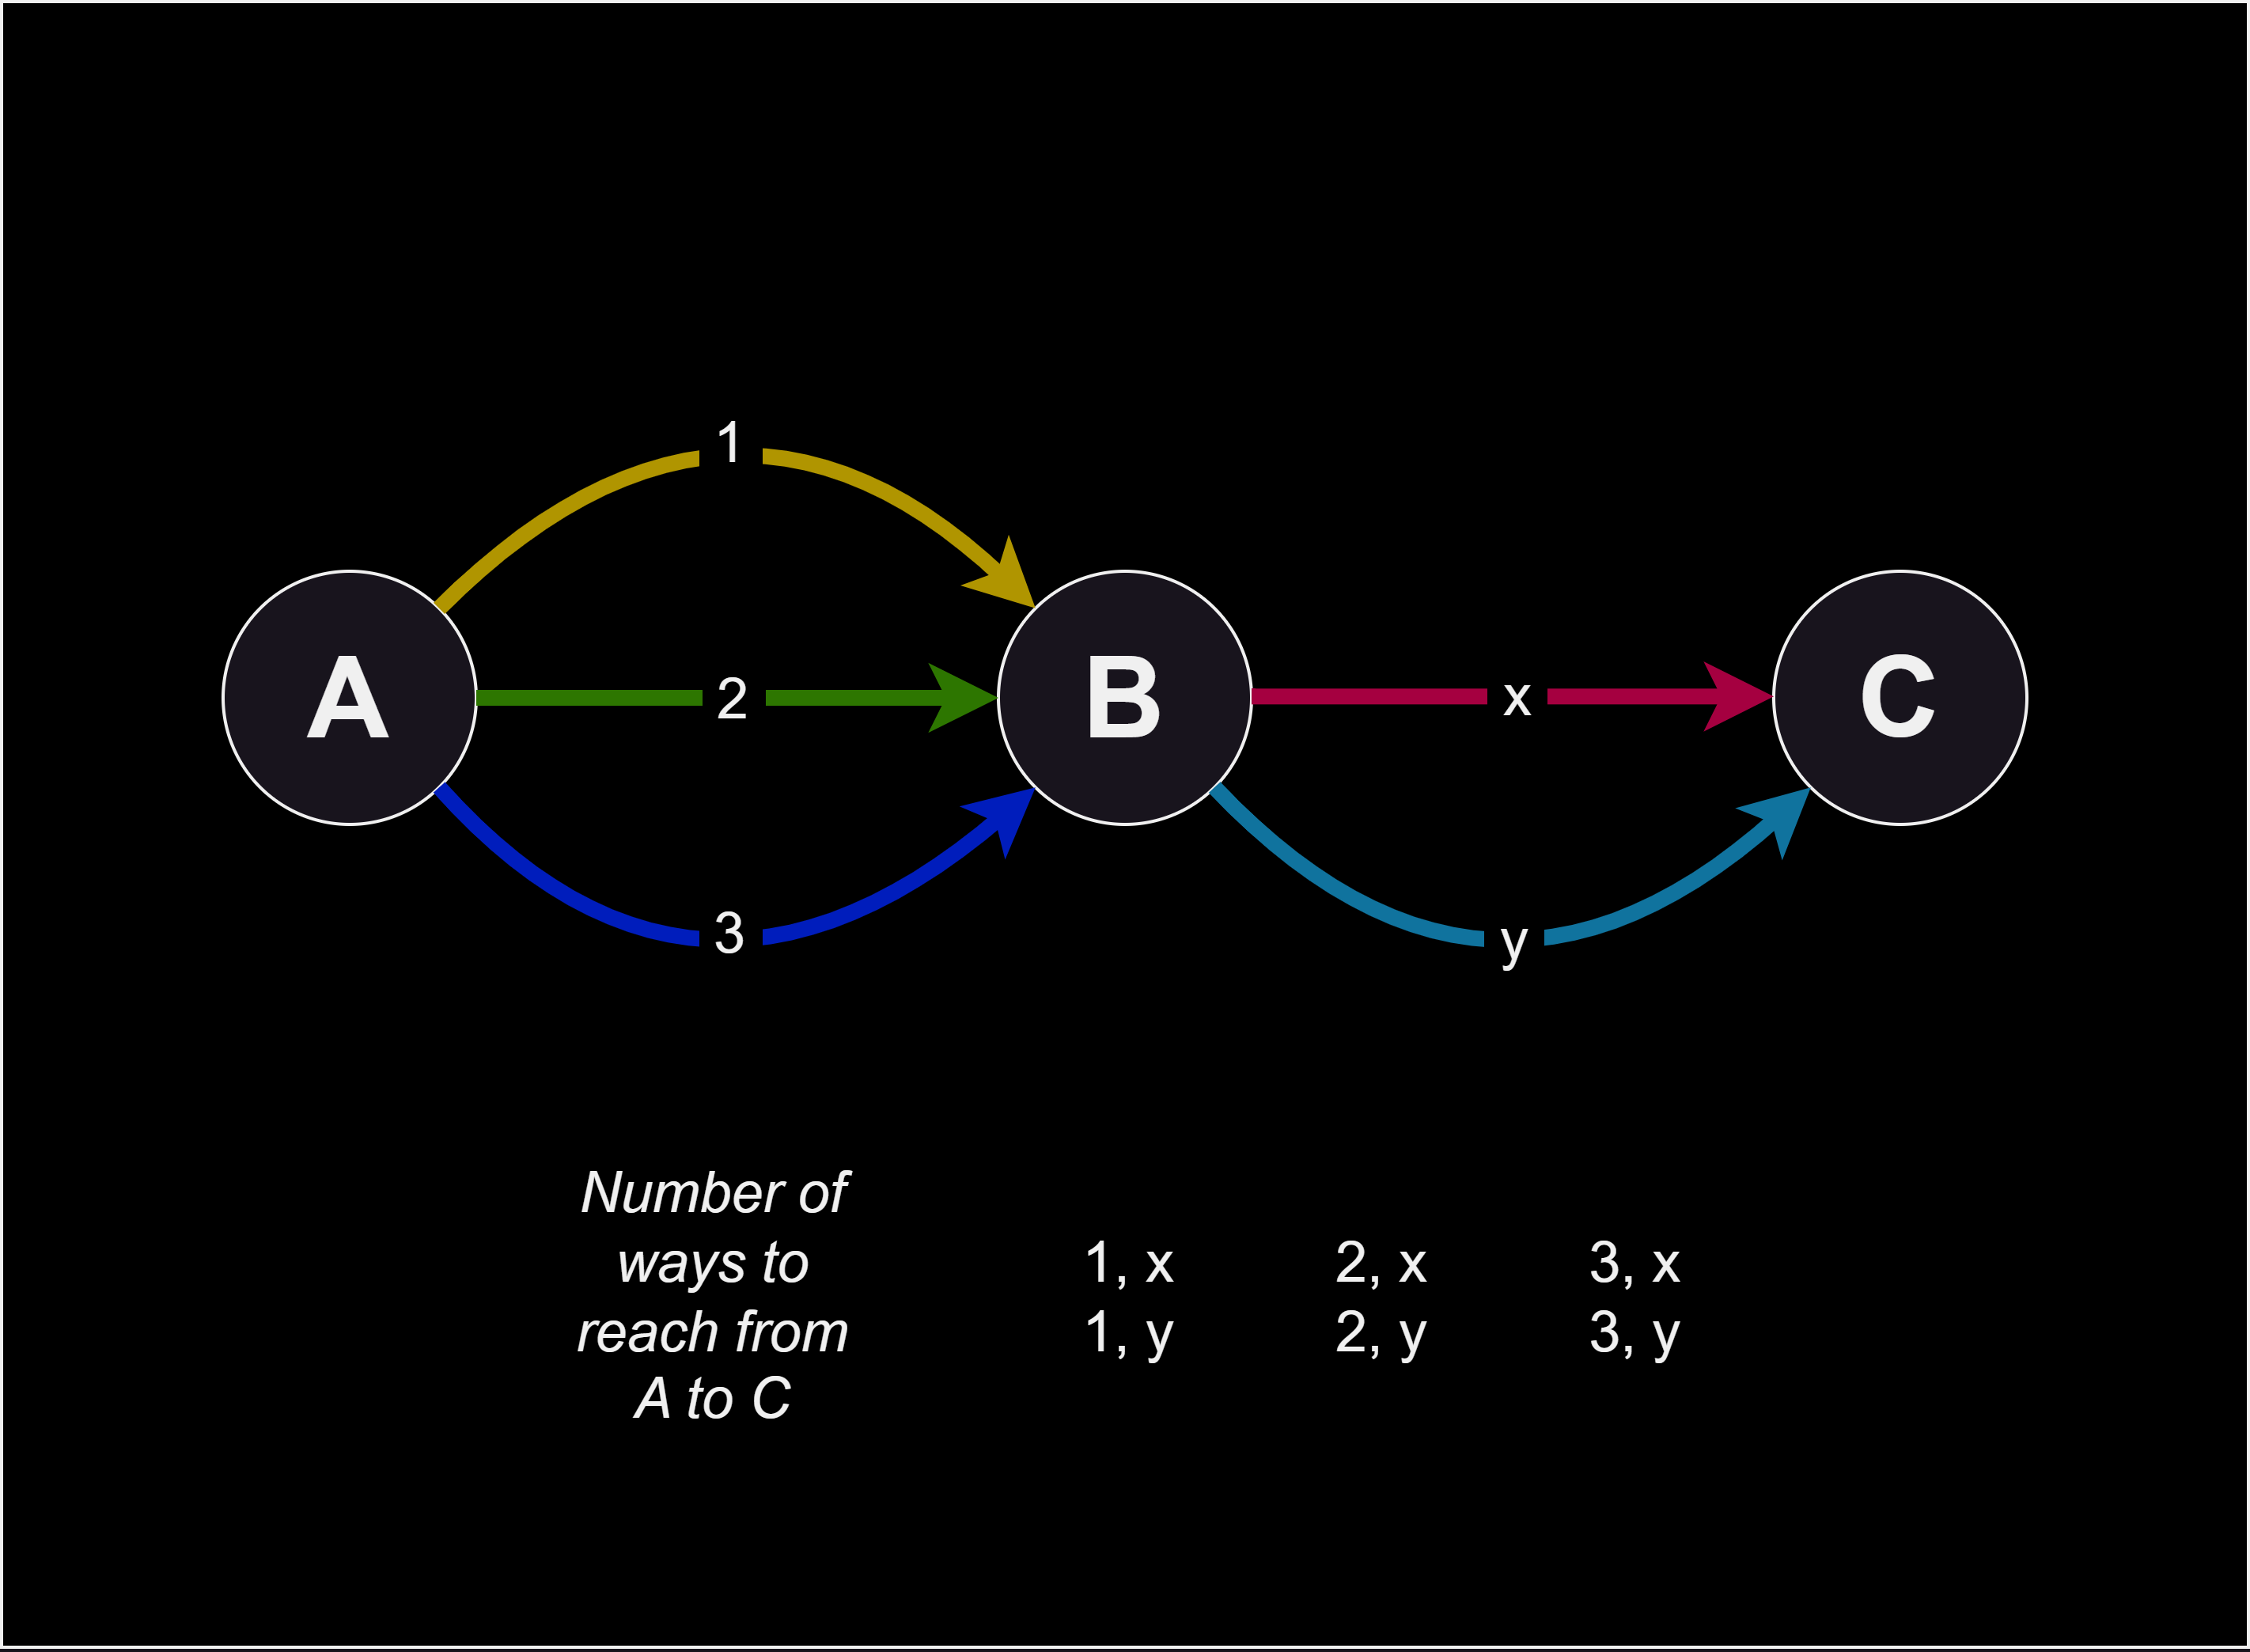 1
A
2
B
x
C
3
y
Number of
ways to
reach from
A to C
1, x
2, x
3, x
1, y
2, y
3, y